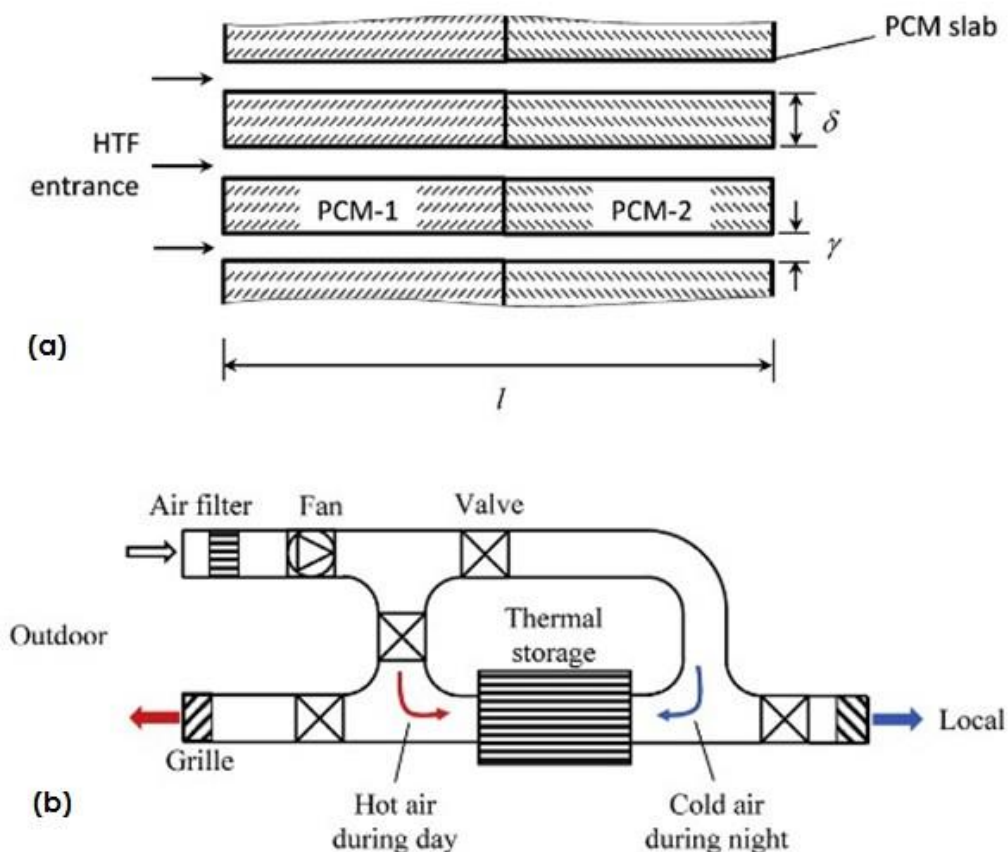 PCM slab
HTF
entrance
δ
PCM-1
PCM-2
γ
(a)
l
Air filter
Fan
Valve
Outdoor
Thermal
storage
Local
Grille
Hot air
during day
Cold air
during night
(b)